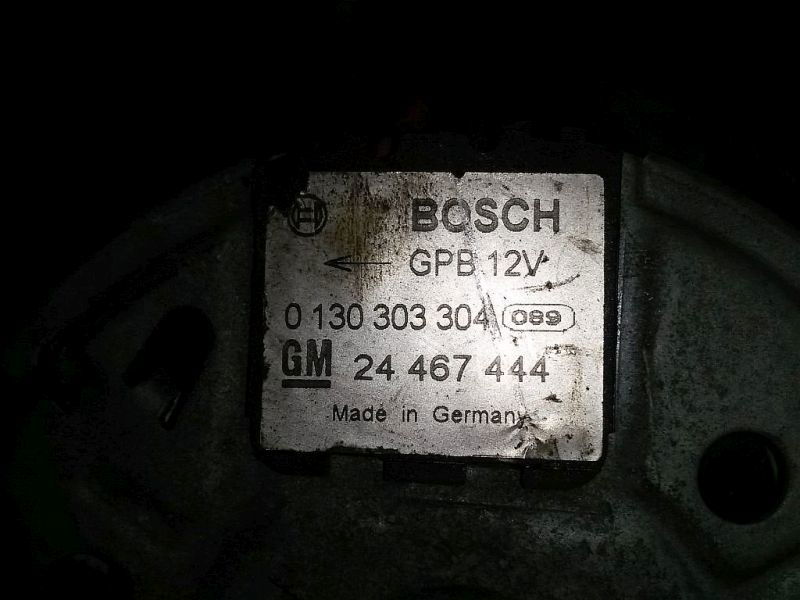 BOSCH
← GPB 12V
0 130 303 304 089
GM 24 467 444
Made in Germany